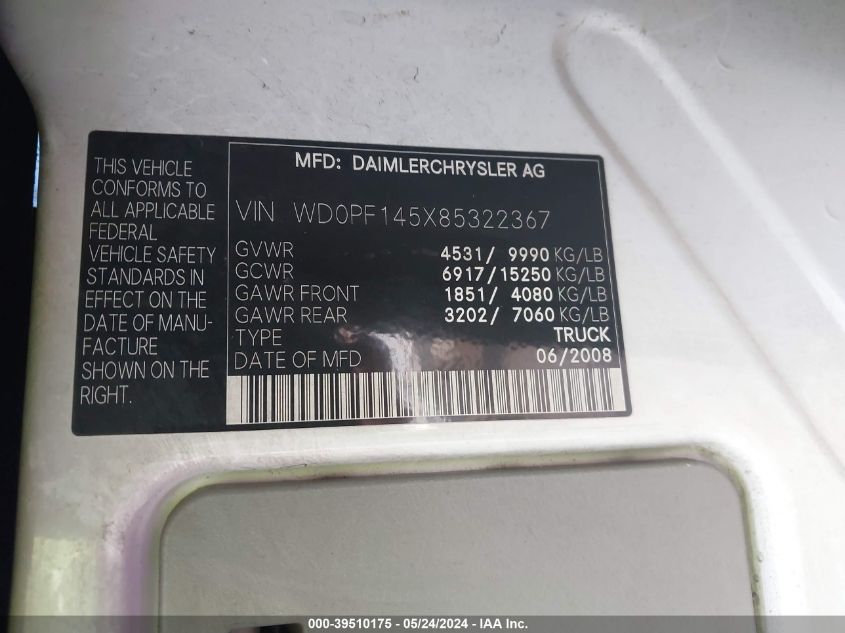 THIS VEHICLE
CONFORMS TO
ALL APPLICABLE
FEDERAL
VEHICLE SAFETY
STANDARDS IN
EFFECT ON THE
DATE OF MANU-
FACTURE
SHOWN ON THE
RIGHT.
MFD: DAIMLERCHRYSLER AG
VIN WD0PF145X85322367
GVWR 4531/ 9990 KG/LB
GCWR 6917/15250 KG/LB
GAWR FRONT 1851/ 4080 KG/LB
GAWR REAR 3202/ 7060 KG/LB
TYPE TRUCK
DATE OF MFD 06/2008
000-39510175 - 05/24/2024 - IAA Inc.